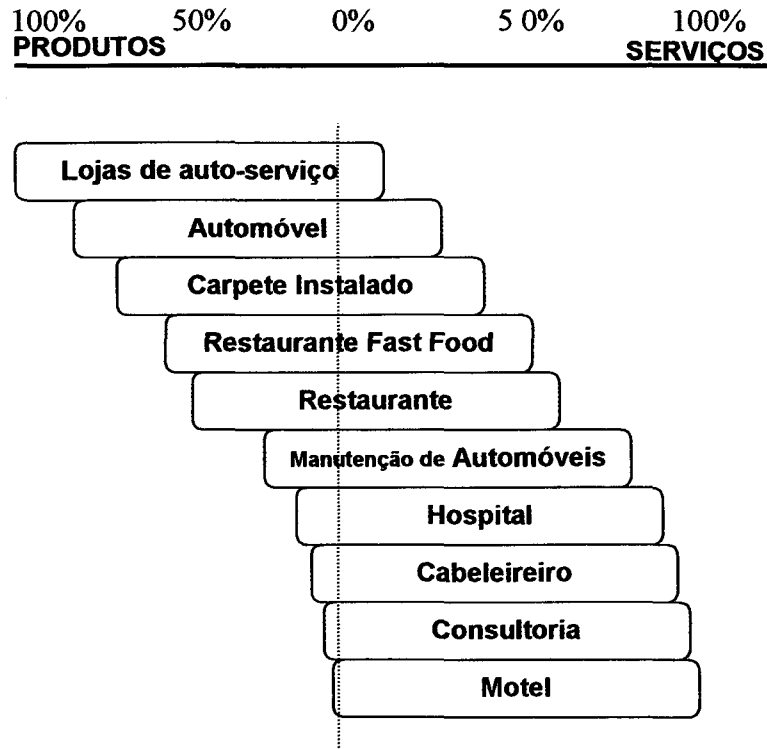 100% 50% 0% 5 0% 100%
PRODUTOS SERVIÇOS
Lojas de auto-serviço
Automóvel
Carpete Instalado
Restaurante Fast Food
Restaurante
Manutenção de Automóveis
Hospital
Cabeleireiro
Consultoria
Motel